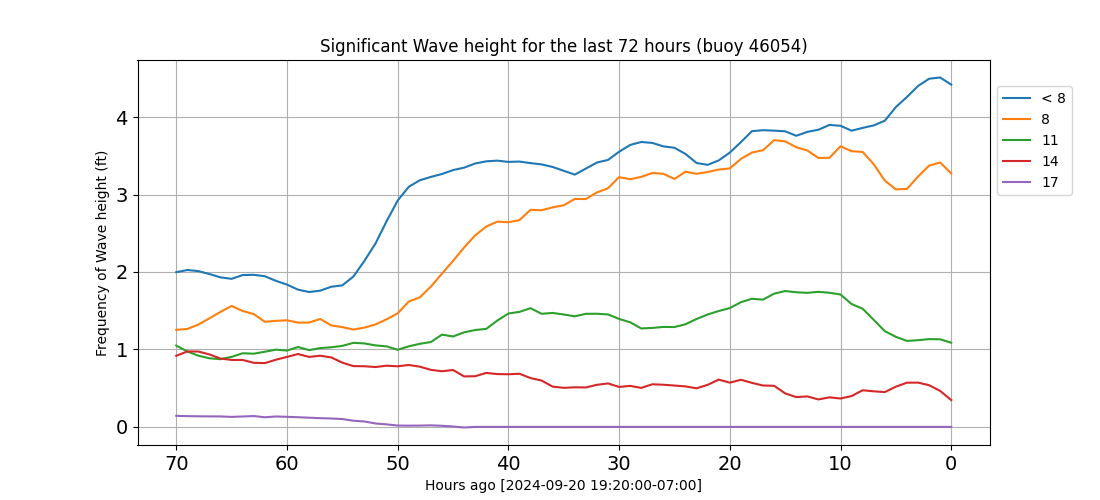 Significant Wave height for the last 72 hours (buoy 46054)
Frequency of Wave height (ft)
4
3
2
1
0
70 60 50 40 30 20 10 0
Hours ago [2024-09-20 19:20:00-07:00]
< 8
8
11
14
17